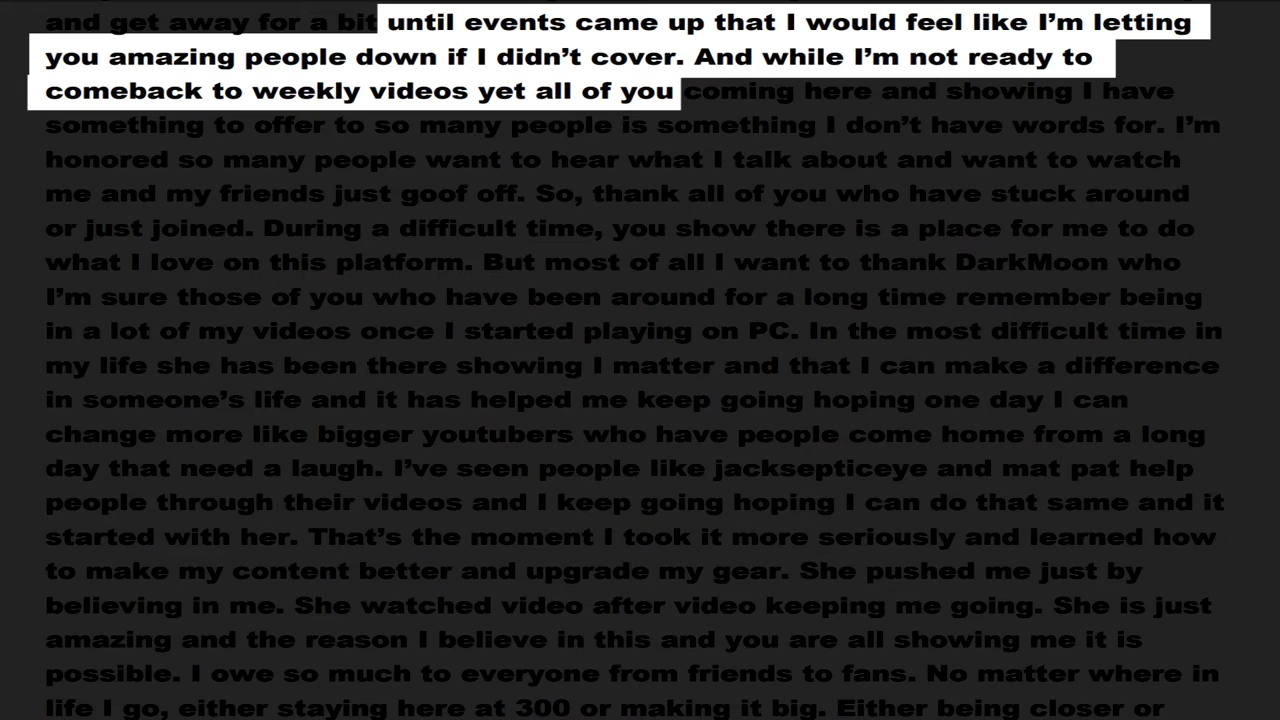 and get away for a bit until events came up that I would feel like I’m letting
you amazing people down if I didn’t cover. And while I’m not ready to
comeback to weekly videos yet all of you coming here and showing I have
something to offer to so many people is something I don’t have words for. I’m
honored so many people want to hear what I talk about and want to watch
me and my friends just goof off. So, thank all of you who have stuck around
or just joined. During a difficult time, you show there is a place for me to do
what I love on this platform. But most of all I want to thank DarkMoon who
I’m sure those of you who have been around for a long time remember being
in a lot of my videos once I started playing on PC. In the most difficult time in
my life she has been there showing I matter and that I can make a difference
in someone’s life and it has helped me keep going hoping one day I can
change more like bigger youtubers who have people come home from a long
day that need a laugh. I’ve seen people like jacksepticeye and mat pat help
people through their videos and I keep going hoping I can do that same and it
started with her. That’s the moment I took it more seriously and learned how
to make my content better and upgrade my gear. She pushed me just by
believing in me. She watched video after video keeping me going. She is just
amazing and the reason I believe in this and you are all showing me it is
possible. I owe so much to everyone from friends to fans. No matter where in
life I go, either staying here at 300 or making it big. Either being closer or